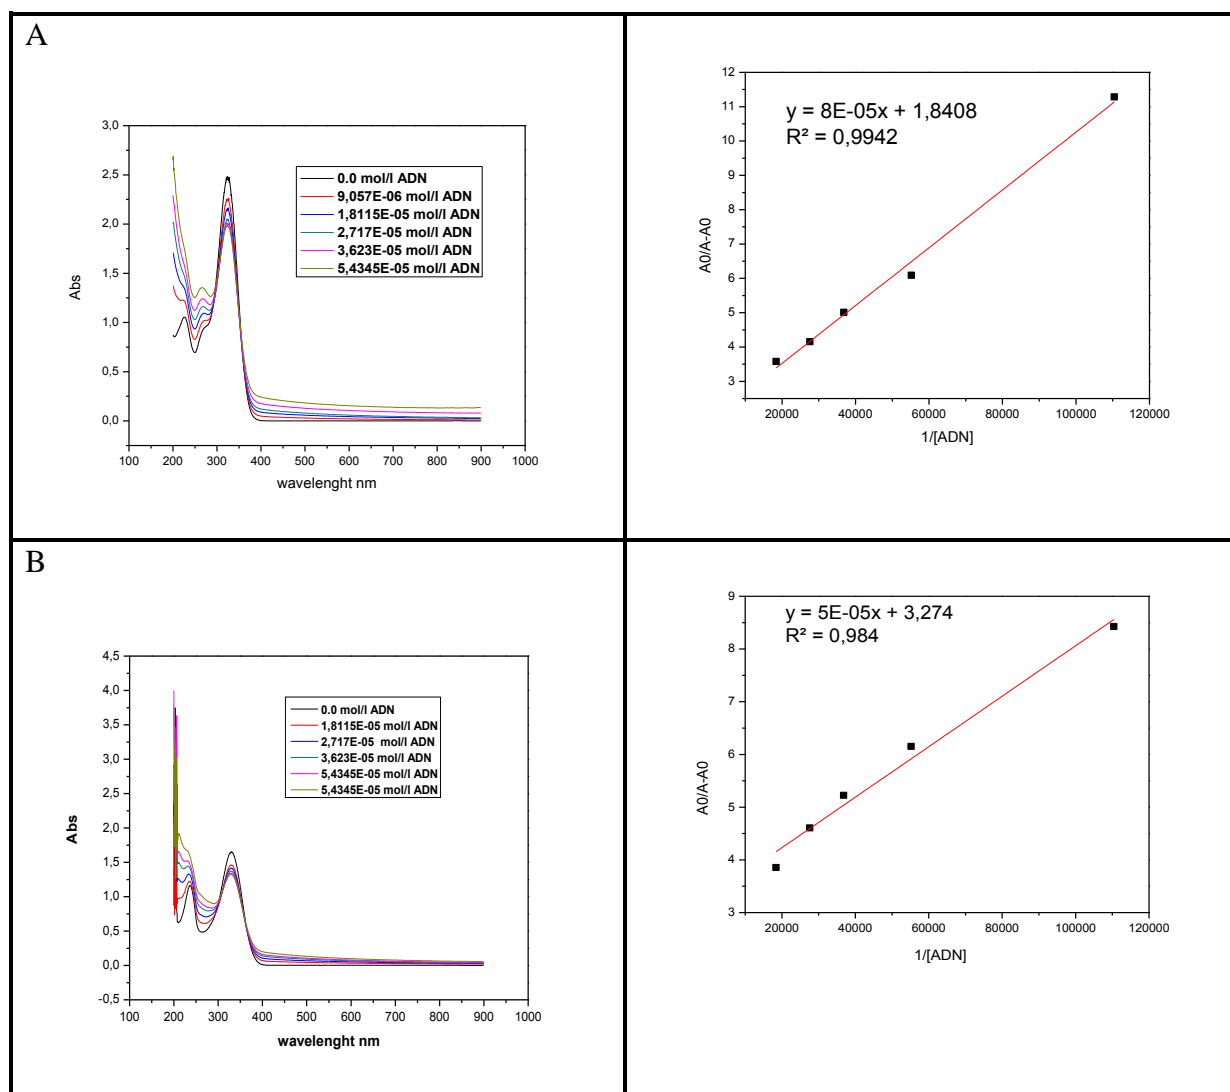 A
3,0
2,5
2,0
1,5
1,0
0,5
0,0
Abs
0.0 mol/l ADN
9,057E-06 mol/l ADN
1,8115E-05 mol/l ADN
2,717E-05 mol/l ADN
3,623E-05 mol/l ADN
5,4345E-05 mol/l ADN
100 200 300 400 500 600 700 800 900 1000
wavelenght nm
12
11
10
9
8
7
6
5
4
3
A0/A-A0
y = 8E-05x + 1,8408
R² = 0,9942
20000 40000 60000 80000 100000 120000
1/[ADN]
B
4,5
4,0
3,5
3,0
2,5
2,0
1,5
1,0
0,5
0,0
-0,5
Abs
0.0 mol/l ADN
1,8115E-05 mol/l ADN
2,717E-05 mol/l ADN
3,623E-05 mol/l ADN
5,4345E-05 mol/l ADN
5,4345E-05 mol/l ADN
100 200 300 400 500 600 700 800 900 1000
wavelenght nm
9
8
7
6
5
4
3
A0/A-A0
y = 5E-05x + 3,274
R² = 0,984
20000 40000 60000 80000 100000 120000
1/[ADN]